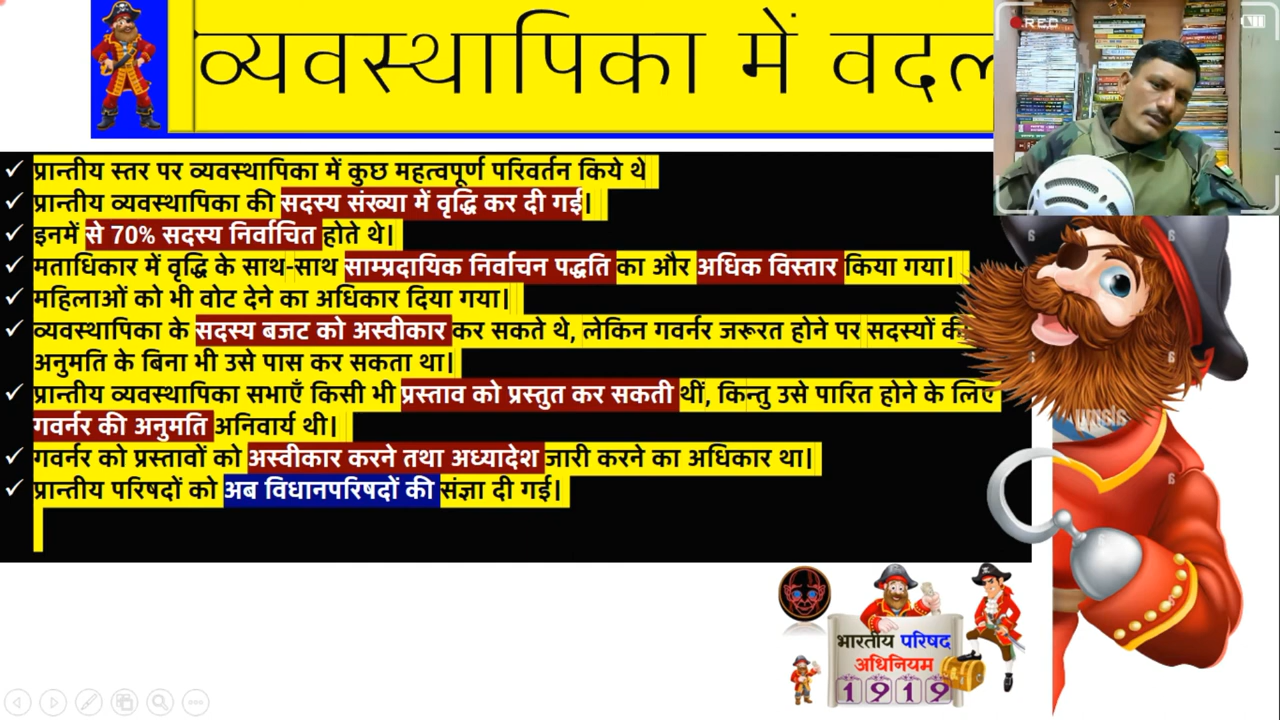 व्यवस्थापिका में वदल
REC
प्रान्तीय स्तर पर व्यवस्थापिका में कुछ महत्वपूर्ण परिवर्तन किये थे
प्रान्तीय व्यवस्थापिका की सदस्य संख्या में वृद्धि कर दी गई।
इनमें से 70% सदस्य निर्वाचित होते थे।
मताधिकार में वृद्धि के साथ-साथ साम्प्रदायिक निर्वाचन पद्धति का और अधिक विस्तार किया गया।
महिलाओं को भी वोट देने का अधिकार दिया गया।
व्यवस्थापिका के सदस्य बजट को अस्वीकार कर सकते थे, लेकिन गवर्नर जरूरत होने पर सदस्यों की
अनुमति के बिना भी उसे पास कर सकता था।
प्रान्तीय व्यवस्थापिका सभाएँ किसी भी प्रस्ताव को प्रस्तुत कर सकती थीं, किन्तु उसे पारित होने के लिए
गवर्नर की अनुमति अनिवार्य थी।
गवर्नर को प्रस्तावों को अस्वीकार करने तथा अध्यादेश जारी करने का अधिकार था।
प्रान्तीय परिषदों को अब विधानपरिषदों की संज्ञा दी गई।
भारतीय परिषद
अधिनियम
1919